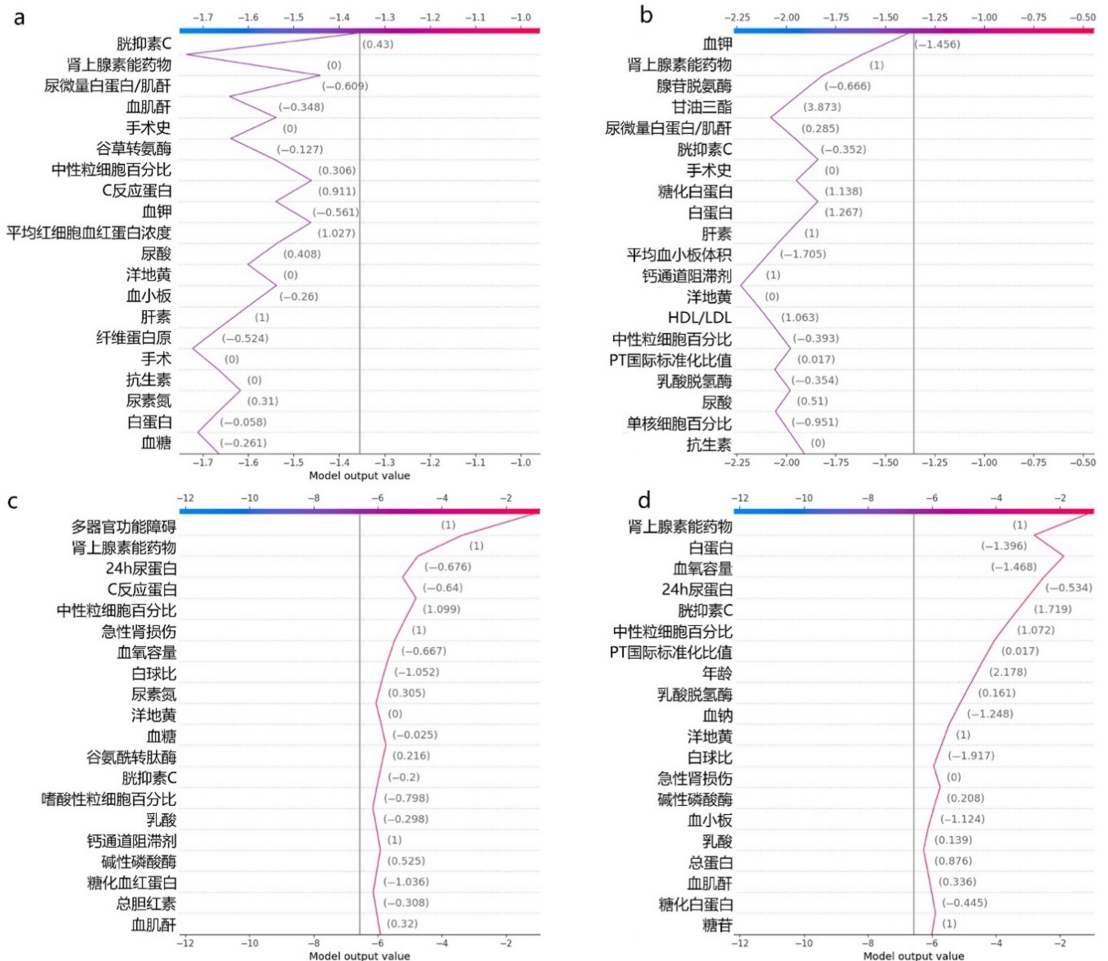 a
−1.7 −1.6 −1.5 −1.4 −1.3 −1.2 −1.1 −1.0
胱抑素C (0.43)
肾上腺素能药物 (0)
尿微量白蛋白/肌酐 (−0.609)
血肌酐 (−0.348)
手术史 (0)
谷草转氨酶 (−0.127)
中性粒细胞百分比 (0.306)
C反应蛋白 (0.911)
血钾 (−0.561)
平均红细胞血红蛋白浓度 (1.027)
尿酸 (0.408)
洋地黄 (0)
血小板 (−0.26)
肝素 (1)
纤维蛋白原 (−0.524)
手术 (0)
抗生素 (0)
尿素氮 (0.31)
白蛋白 (−0.058)
血糖 (−0.261)
−1.7 −1.6 −1.5 −1.4 −1.3 −1.2 −1.1 −1.0
Model output value
b
−2.25 −2.00 −1.75 −1.50 −1.25 −1.00 −0.75 −0.50
血钾 (−1.456)
肾上腺素能药物 (1)
腺苷脱氨酶 (−0.666)
甘油三酯 (3.873)
尿微量白蛋白/肌酐 (0.285)
胱抑素C (−0.352)
手术史 (0)
糖化白蛋白 (1.138)
白蛋白 (1.267)
肝素 (1)
平均血小板体积 (−1.705)
钙通道阻滞剂 (1)
洋地黄 (0)
HDL/LDL (1.063)
中性粒细胞百分比 (−0.393)
PT国际标准化比值 (0.017)
乳酸脱氢酶 (−0.354)
尿酸 (0.51)
单核细胞百分比 (−0.951)
抗生素 (0)
−2.25 −2.00 −1.75 −1.50 −1.25 −1.00 −0.75 −0.50
Model output value
c
−12 −10 −8 −6 −4 −2
多器官功能障碍 (1)
肾上腺素能药物 (1)
24h尿蛋白 (−0.676)
C反应蛋白 (−0.64)
中性粒细胞百分比 (1.099)
急性肾损伤 (1)
血氧容量 (−0.667)
白球比 (−1.052)
尿素氮 (0.305)
洋地黄 (0)
血糖 (−0.025)
谷氨酰转肽酶 (0.216)
胱抑素C (−0.2)
嗜酸性粒细胞百分比 (−0.798)
乳酸 (−0.298)
钙通道阻滞剂 (1)
碱性磷酸酶 (0.525)
糖化血红蛋白 (−1.036)
总胆红素 (−0.308)
血肌酐 (0.32)
−12 −10 −8 −6 −4 −2
Model output value
d
−12 −10 −8 −6 −4 −2
肾上腺素能药物 (1)
白蛋白 (−1.396)
血氧容量 (−1.468)
24h尿蛋白 (−0.534)
胱抑素C (1.719)
中性粒细胞百分比 (1.072)
PT国际标准化比值 (0.017)
年龄 (2.178)
乳酸脱氢酶 (0.161)
血钠 (−1.248)
洋地黄 (1)
白球比 (−1.917)
急性肾损伤 (0)
碱性磷酸酶 (0.208)
血小板 (−1.124)
乳酸 (0.139)
总蛋白 (0.876)
血肌酐 (0.336)
糖化白蛋白 (−0.445)
糖苷 (1)
−12 −10 −8 −6 −4 −2
Model output value